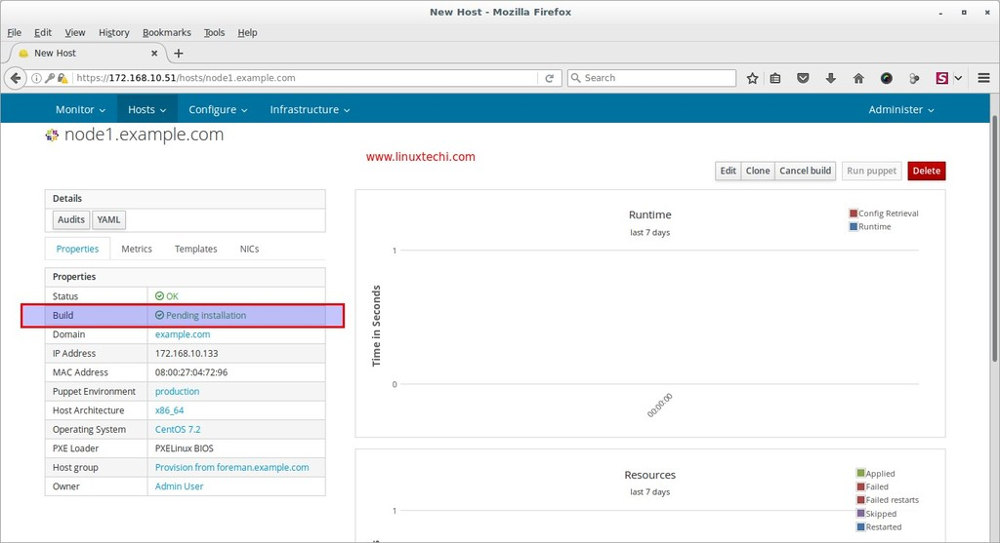 New Host - Mozilla Firefox
File Edit View History Bookmarks Tools Help
New Host
https://172.168.10.51/hosts/node1.example.com
Search
Monitor Hosts Configure Infrastructure Administer
node1.example.com
www.linuxtechi.com
Edit Clone Cancel build Run puppet Delete
Details
Audits YAML
Properties Metrics Templates NICs
Properties
Status OK
Build Pending installation
Domain example.com
IP Address 172.168.10.133
MAC Address 08:00:27:04:72:96
Puppet Environment production
Host Architecture x86_64
Operating System CentOS 7.2
PXE Loader PXELinux BIOS
Host group Provision from foreman.example.com
Owner Admin User
Runtime
last 7 days
Config Retrieval
Runtime
Time in Seconds
1
0
00:00:00
Resources
last 7 days
Applied
Failed
Failed restarts
Skipped
Restarted
1